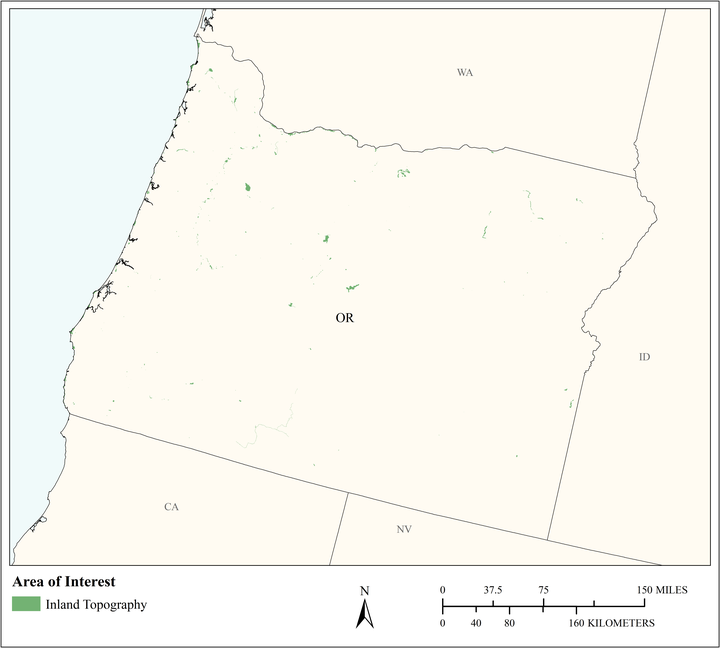 WA
OR
ID
CA
NV
Area of Interest
Inland Topography
N
0 37.5 75 150 MILES
0 40 80 160 KILOMETERS